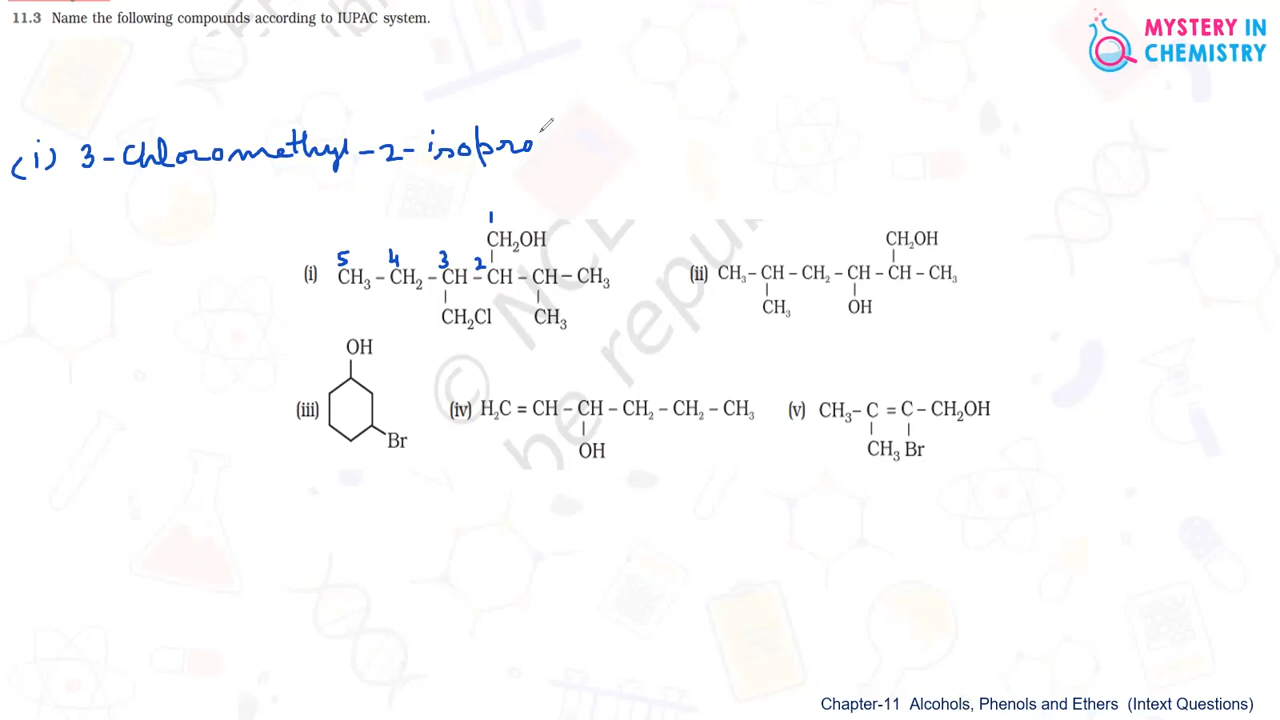 11.3 Name the following compounds according to IUPAC system.
MYSTERY IN
CHEMISTRY
(i) 3-chloromethyl-2-isopro
1
CH₂OH
5 4 3 2
(i) CH₃ – CH₂ – CH – CH – CH – CH₃
CH₂Cl CH₃
CH₂OH
(ii) CH₃ – CH – CH₂ – CH – CH – CH₃
CH₃ OH
OH
(iii)
Br
(iv) H₂C = CH – CH – CH₂ – CH₂ – CH₃
OH
(v) CH₃– C = C – CH₂OH
CH₃ Br
© NCE
be repu
Chapter-11 Alcohols, Phenols and Ethers (Intext Questions)